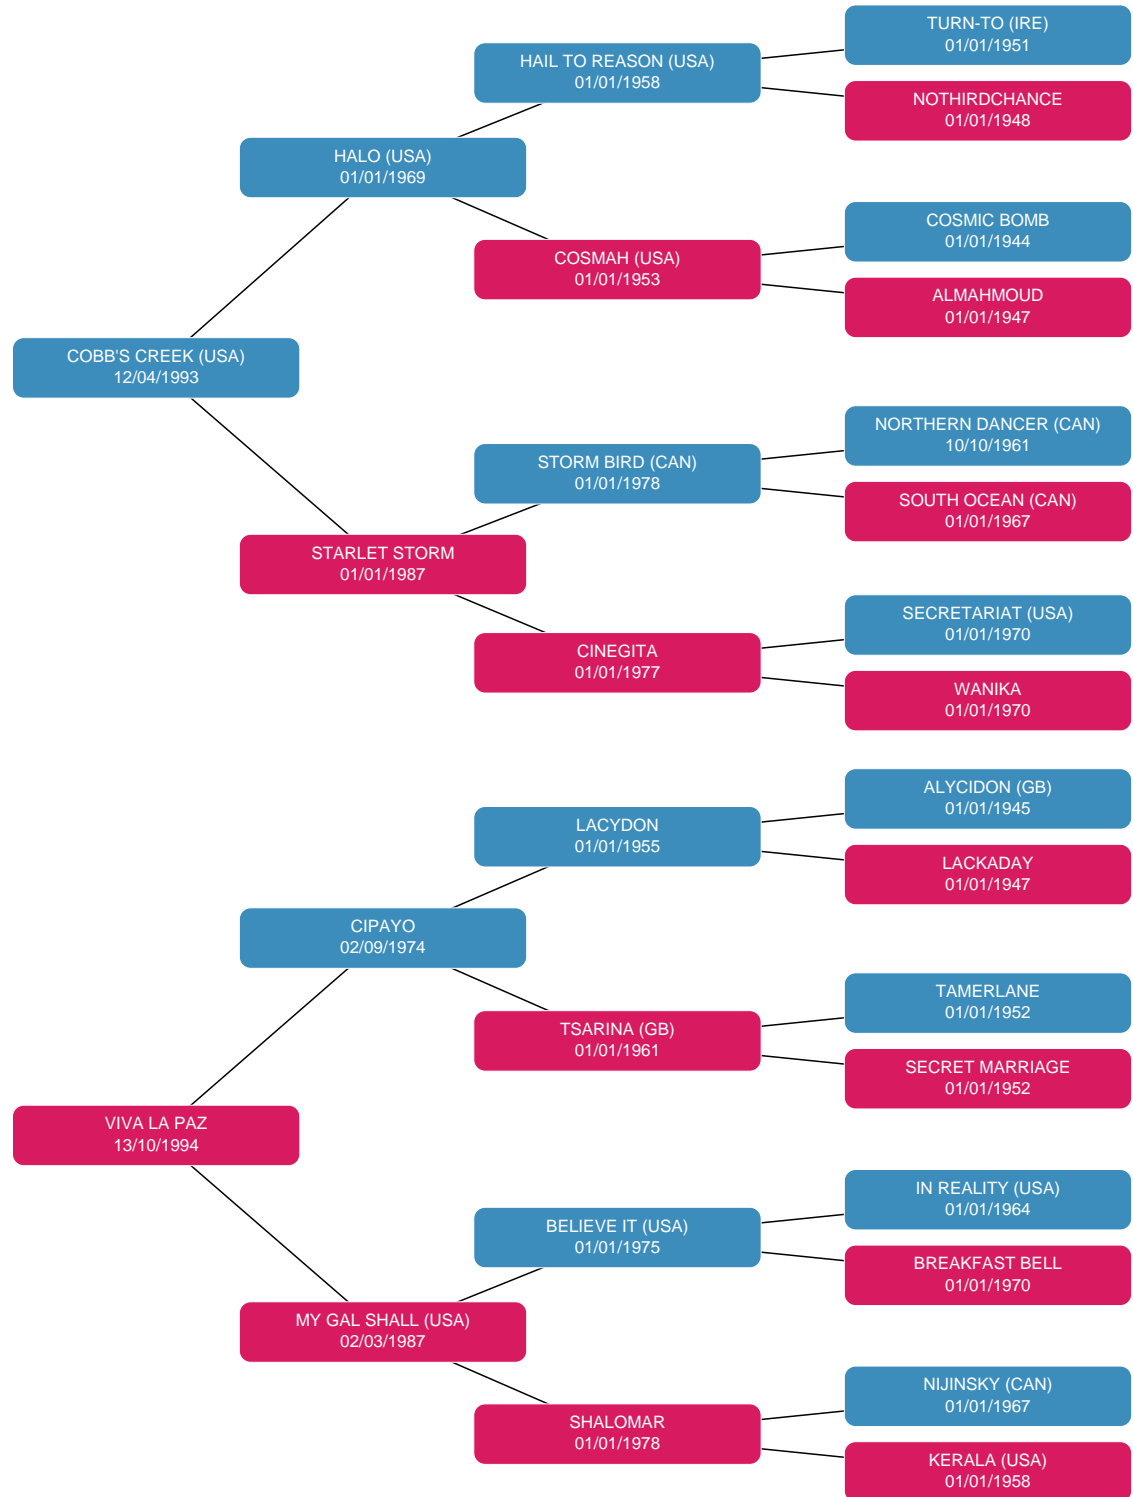 TURN-TO (IRE)
01/01/1951
HAIL TO REASON (USA)
01/01/1958
NOTHIRDCHANCE
01/01/1948
HALO (USA)
01/01/1969
COSMIC BOMB
01/01/1944
COSMAH (USA)
01/01/1953
ALMAHMOUD
01/01/1947
COBB'S CREEK (USA)
12/04/1993
NORTHERN DANCER (CAN)
10/10/1961
STORM BIRD (CAN)
01/01/1978
SOUTH OCEAN (CAN)
01/01/1967
STARLET STORM
01/01/1987
SECRETARIAT (USA)
01/01/1970
CINEGITA
01/01/1977
WANIKA
01/01/1970
ALYCIDON (GB)
01/01/1945
LACYDON
01/01/1955
LACKADAY
01/01/1947
CIPAYO
02/09/1974
TAMERLANE
01/01/1952
TSARINA (GB)
01/01/1961
SECRET MARRIAGE
01/01/1952
VIVA LA PAZ
13/10/1994
IN REALITY (USA)
01/01/1964
BELIEVE IT (USA)
01/01/1975
BREAKFAST BELL
01/01/1970
MY GAL SHALL (USA)
02/03/1987
NIJINSKY (CAN)
01/01/1967
SHALOMAR
01/01/1978
KERALA (USA)
01/01/1958